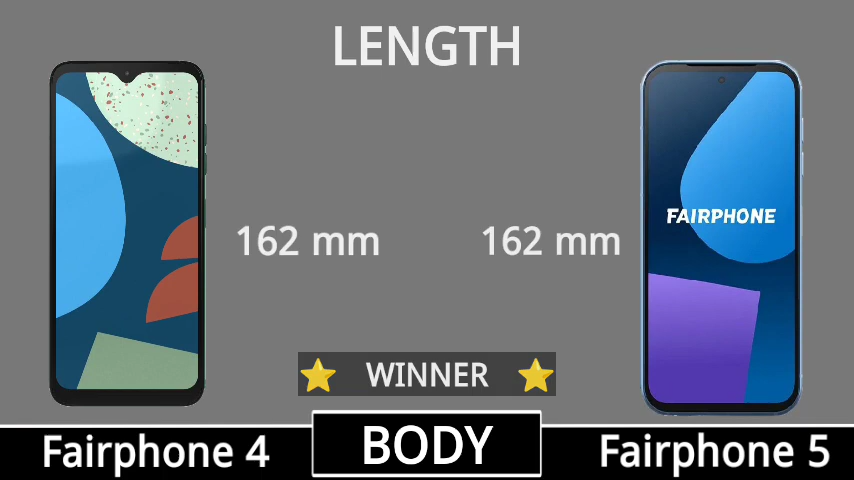 LENGTH
FAIRPHONE
162 mm
162 mm
WINNER
BODY
Fairphone 4
Fairphone 5